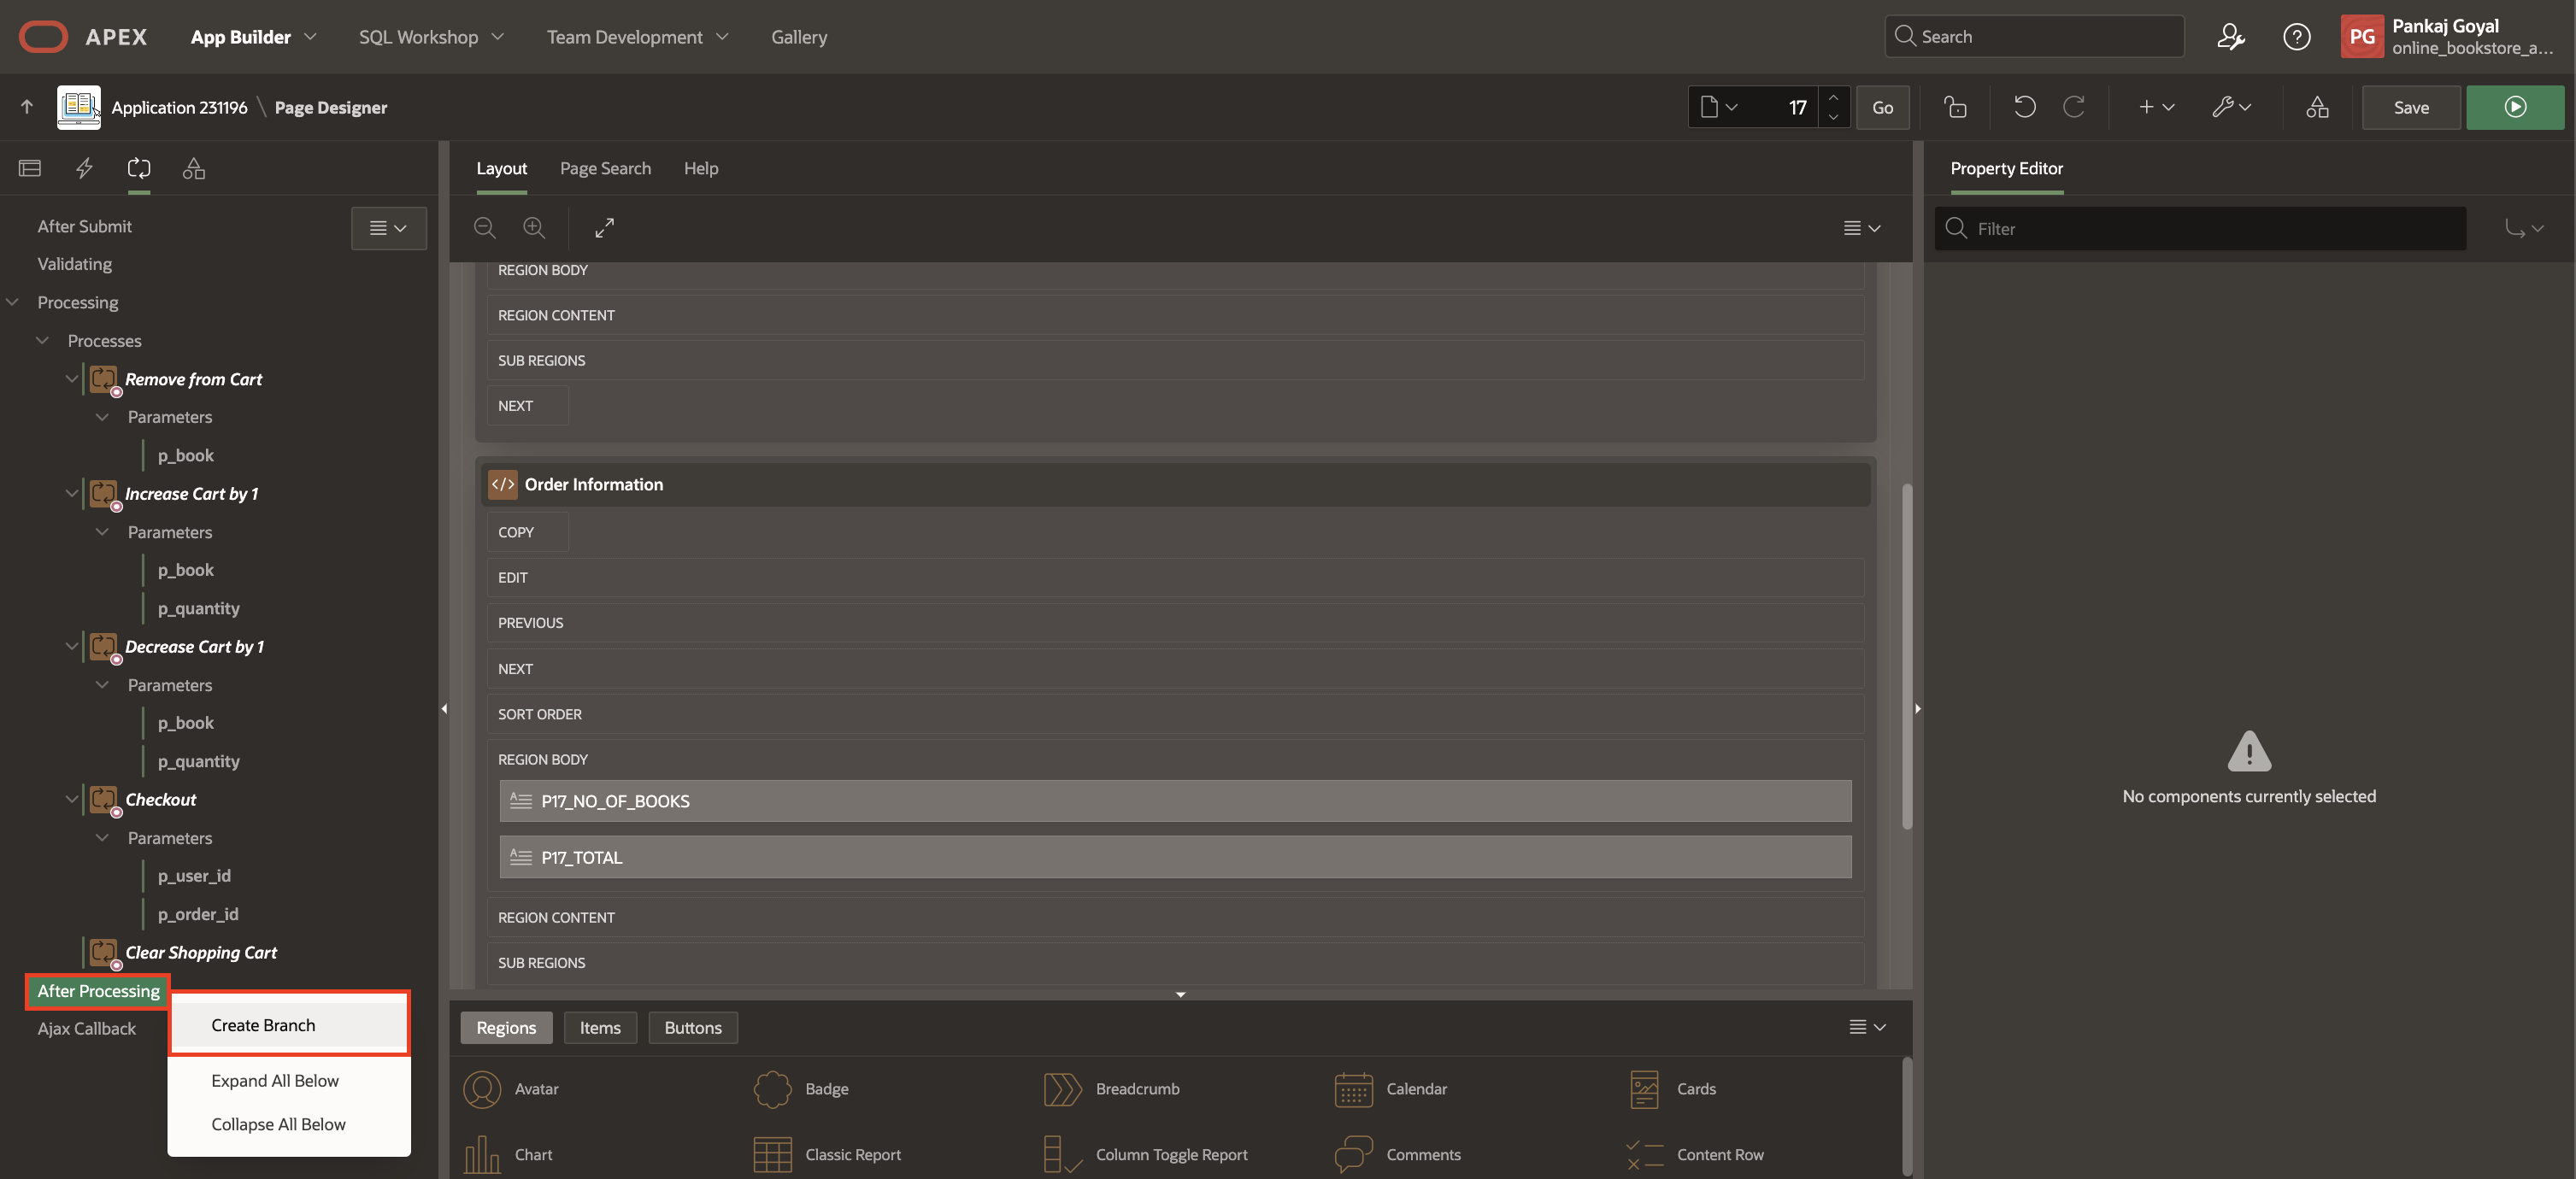 APEX
App Builder
SQL Workshop
Team Development
Gallery
Search
PG
Pankaj Goyal
online_bookstore_a...
Application 231196 \ Page Designer
17
Go
Save
Layout
Page Search
Help
Property Editor
Filter
After Submit
Validating
Processing
Processes
Remove from Cart
Parameters
p_book
Increase Cart by 1
Parameters
p_book
p_quantity
Decrease Cart by 1
Parameters
p_book
p_quantity
Checkout
Parameters
p_user_id
p_order_id
Clear Shopping Cart
After Processing
Ajax Callback
Create Branch
Expand All Below
Collapse All Below
REGION BODY
REGION CONTENT
SUB REGIONS
NEXT
Order Information
COPY
EDIT
PREVIOUS
NEXT
SORT ORDER
REGION BODY
P17_NO_OF_BOOKS
P17_TOTAL
REGION CONTENT
SUB REGIONS
Regions
Items
Buttons
Avatar
Badge
Breadcrumb
Calendar
Cards
Chart
Classic Report
Column Toggle Report
Comments
Content Row
No components currently selected